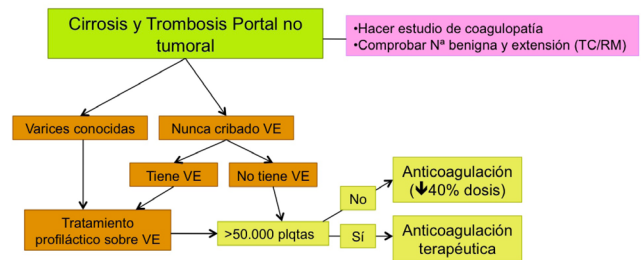 Cirrosis y Trombosis Portal no
tumoral
•Hacer estudio de coagulopatía
•Comprobar Nª benigna y extensión (TC/RM)
Varices conocidas
Nunca cribado VE
Tiene VE
No tiene VE
Tratamiento
profiláctico sobre VE
>50.000 plqtas
No
Sí
Anticoagulación
(↓40% dosis)
Anticoagulación
terapéutica